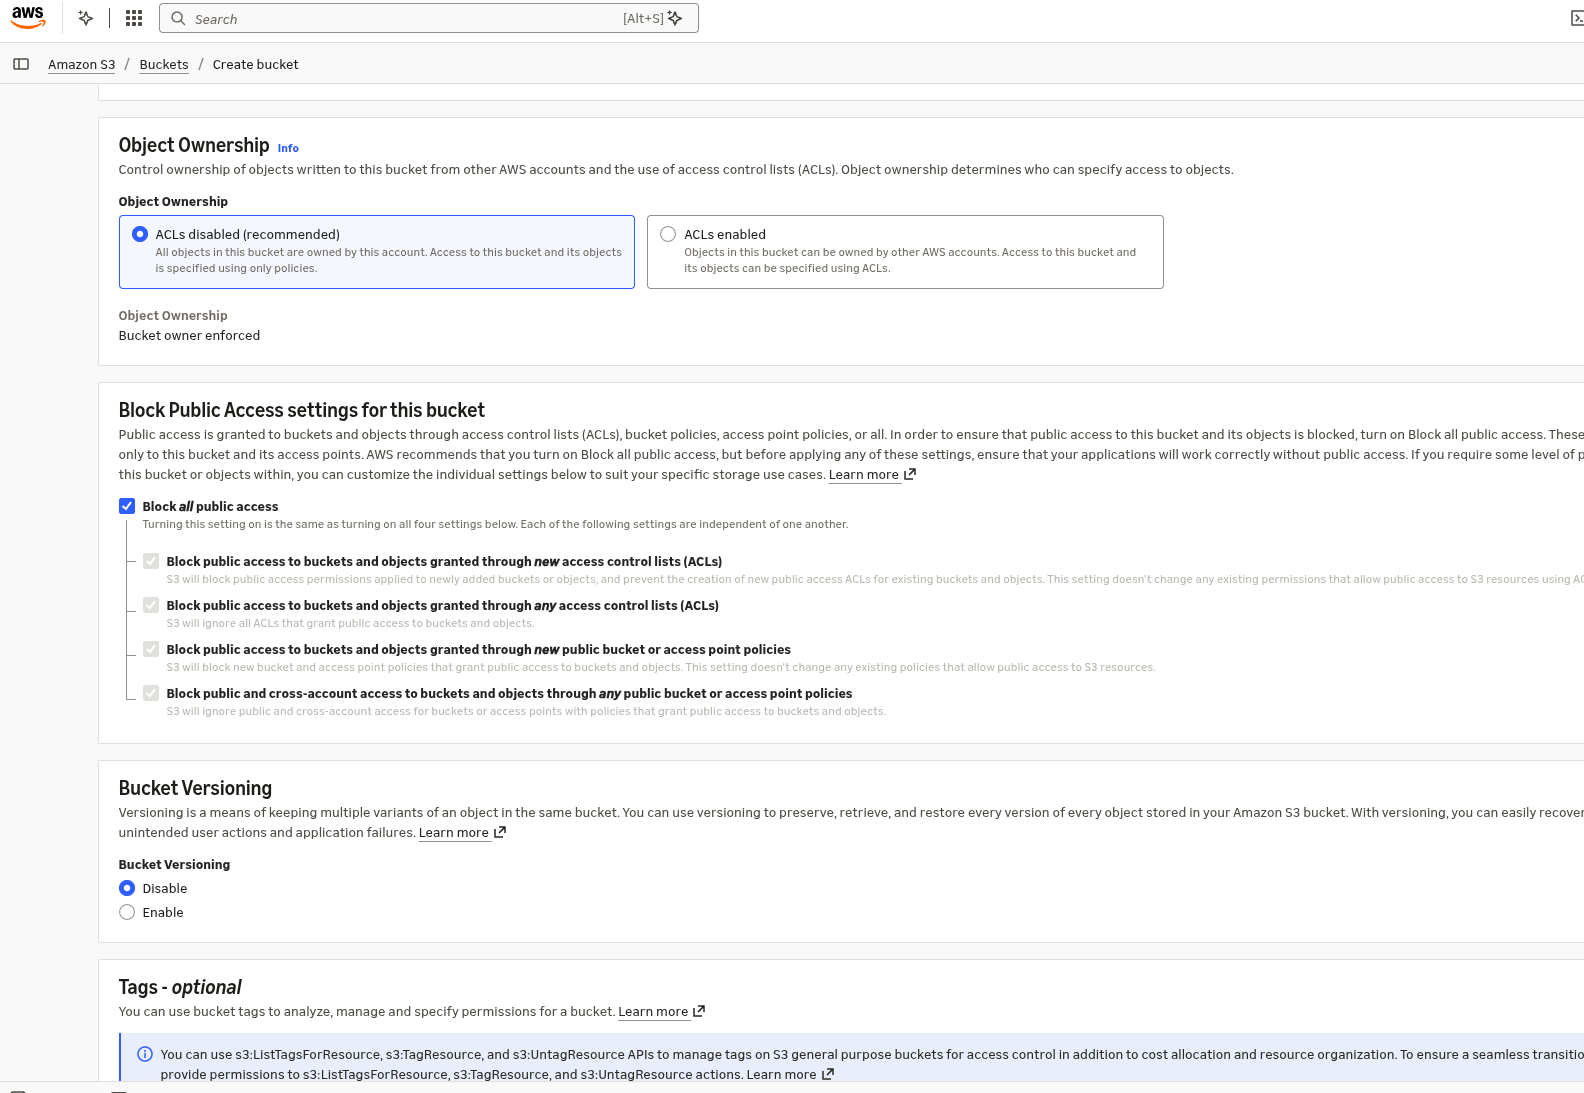 aws
Search [Alt+S]
Amazon S3 / Buckets / Create bucket
Object Ownership Info
Control ownership of objects written to this bucket from other AWS accounts and the use of access control lists (ACLs). Object ownership determines who can specify access to objects.
Object Ownership
ACLs disabled (recommended)
All objects in this bucket are owned by this account. Access to this bucket and its objects
is specified using only policies.
ACLs enabled
Objects in this bucket can be owned by other AWS accounts. Access to this bucket and
its objects can be specified using ACLs.
Object Ownership
Bucket owner enforced
Block Public Access settings for this bucket
Public access is granted to buckets and objects through access control lists (ACLs), bucket policies, access point policies, or all. In order to ensure that public access to this bucket and its objects is blocked, turn on Block all public access. These
only to this bucket and its access points. AWS recommends that you turn on Block all public access, but before applying any of these settings, ensure that your applications will work correctly without public access. If you require some level of
this bucket or objects within, you can customize the individual settings below to suit your specific storage use cases. Learn more
Block all public access
Turning this setting on is the same as turning on all four settings below. Each of the following settings are independent of one another.
Block public access to buckets and objects granted through new access control lists (ACLs)
S3 will block public access permissions applied to newly added buckets or objects, and prevent the creation of new public access ACLs for existing buckets and objects. This setting doesn't change any existing permissions that allow public access to S3 resources using
Block public access to buckets and objects granted through any access control lists (ACLs)
S3 will ignore all ACLs that grant public access to buckets and objects.
Block public access to buckets and objects granted through new public bucket or access point policies
S3 will block new bucket and access point policies that grant public access to buckets and objects. This setting doesn't change any existing policies that allow public access to S3 resources.
Block public and cross-account access to buckets and objects through any public bucket or access point policies
S3 will ignore public and cross-account access for buckets or access points with policies that grant public access to buckets and objects.
Bucket Versioning
Versioning is a means of keeping multiple variants of an object in the same bucket. You can use versioning to preserve, retrieve, and restore every version of every object stored in your Amazon S3 bucket. With versioning, you can easily recover
unintended user actions and application failures. Learn more
Bucket Versioning
Disable
Enable
Tags - optional
You can use bucket tags to analyze, manage and specify permissions for a bucket. Learn more
You can use s3:ListTagsForResource, s3:TagResource, and s3:UntagResource APIs to manage tags on S3 general purpose buckets for access control in addition to cost allocation and resource organization. To ensure a seamless
provide permissions to s3:ListTagsForResource, s3:TagResource, and s3:UntagResource actions. Learn more